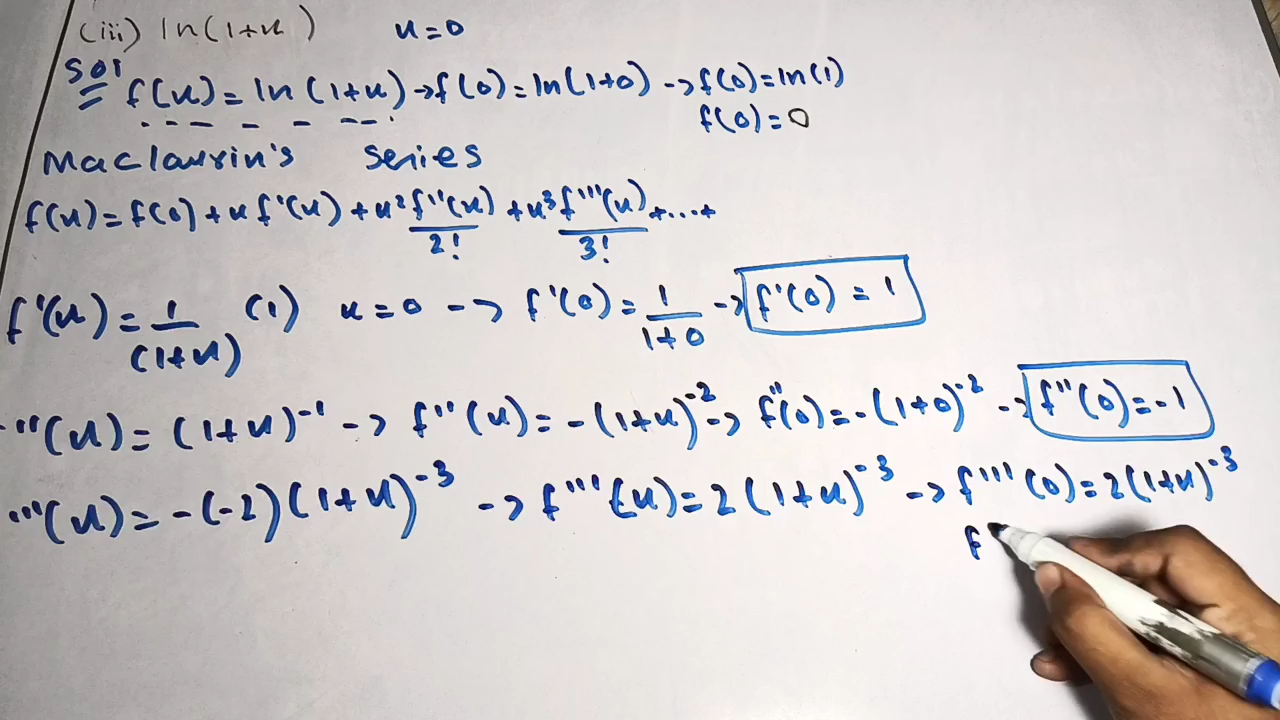 (iii) ln(1+x) x=0
Sol f(x) = ln(1+x) → f(0) = ln(1+0) → f(0) = ln(1)
f(0) = 0
Maclaurin's Series
f(x) = f(0) + x f'(x) + x² f''(x)/2! + x³ f'''(x)/3! + ... +
f'(x) = 1/(1+x) (1) x=0 → f'(0) = 1/(1+0) → f'(0) = 1
''(x) = (1+x)⁻¹ → f''(x) = -(1+x)⁻² → f''(0) = -(1+0)⁻² → f''(0) = -1
'''(x) = -(-2)(1+x)⁻³ → f'''(x) = 2(1+x)⁻³ → f'''(0) = 2(1+x)⁻³
f